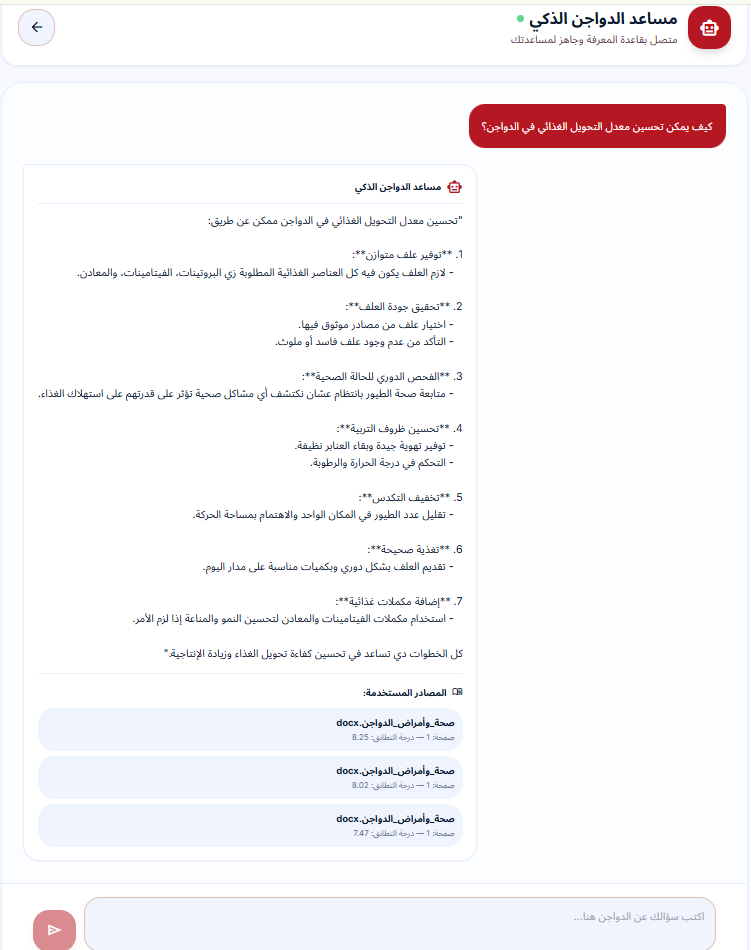 مساعد الدواجن الذكي
متصل بقاعدة المعرفة وجاهز لمساعدتك
كيف يمكن تحسين معدل التحويل الغذائي في الدواجن؟
مساعد الدواجن الذكي
"تحسين معدل التحويل الغذائي في الدواجن ممكن عن طريق:
1. **توفير علف متوازن**:
- لازم العلف يكون فيه كل العناصر الغذائية المطلوبة زي البروتينات، الفيتامينات، والمعادن.
2. **تحقيق جودة العلف**:
- اختيار علف من مصادر موثوق فيها.
- التأكد من عدم وجود علف فاسد أو ملوث.
3. **الفحص الدوري للحالة الصحية**:
- متابعة صحة الطيور بانتظام عشان نكتشف أي مشاكل صحية تؤثر على قدرتهم على استهلاك الغذاء.
4. **تحسين ظروف التربية**:
- توفير تهوية جيدة وبقاء العنابر نظيفة.
- التحكم في درجة الحرارة والرطوبة.
5. **تخفيف التكدس**:
- تقليل عدد الطيور في المكان الواحد والاهتمام بمساحة الحركة.
6. **تغذية صحيحة**:
- تقديم العلف بشكل دوري وبكميات مناسبة على مدار اليوم.
7. **إضافة مكملات غذائية**:
- استخدام مكملات الفيتامينات والمعادن لتحسين النمو والمناعة إذا لزم الأمر.
كل الخطوات دي تساعد في تحسين كفاءة تحويل الغذاء وزيادة الإنتاجية."
المصادر المستخدمة:
صحة_وأمراض_الدواجن.docx
صفحة: 1 — درجة التطابق: 8.25
صحة_وأمراض_الدواجن.docx
صفحة: 1 — درجة التطابق: 8.02
صحة_وأمراض_الدواجن.docx
صفحة: 1 — درجة التطابق: 7.47
اكتب سؤالك عن الدواجن هنا...